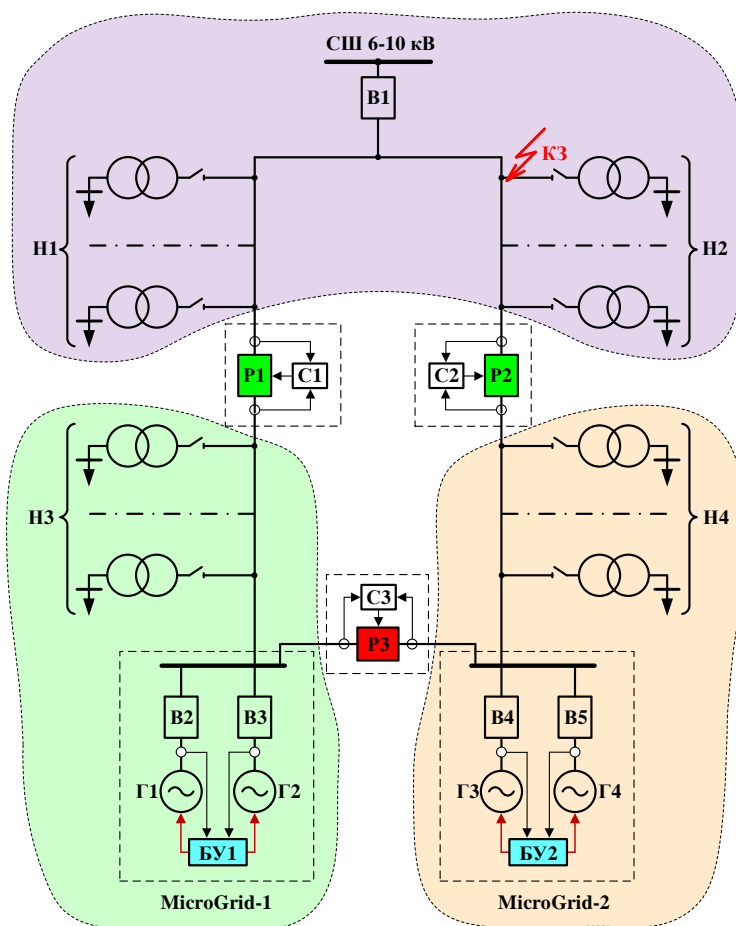 СШ 6-10 кВ
В1
КЗ
Н1
Н2
Р1
С1
С2
Р2
Н3
Н4
С3
Р3
В2
В3
В4
В5
Г1
Г2
Г3
Г4
БУ1
БУ2
MicroGrid-1
MicroGrid-2